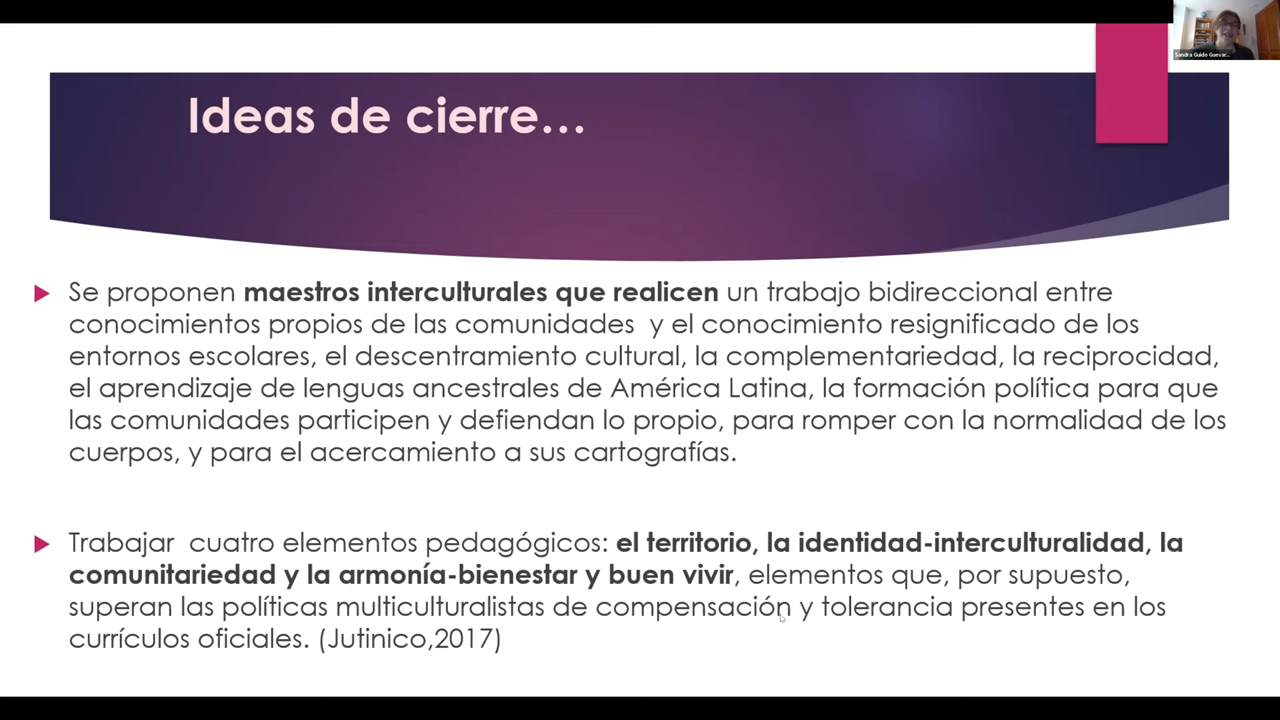 Sandra Guido Guevar...
Ideas de cierre…
Se proponen maestros interculturales que realicen un trabajo bidireccional entre
conocimientos propios de las comunidades y el conocimiento resignificado de los
entornos escolares, el descentramiento cultural, la complementariedad, la reciprocidad,
el aprendizaje de lenguas ancestrales de América Latina, la formación política para que
las comunidades participen y defiendan lo propio, para romper con la normalidad de los
cuerpos, y para el acercamiento a sus cartografías.
Trabajar cuatro elementos pedagógicos: el territorio, la identidad-interculturalidad, la
comunitariedad y la armonía-bienestar y buen vivir, elementos que, por supuesto,
superan las políticas multiculturalistas de compensación y tolerancia presentes en los
currículos oficiales. (Jutinico,2017)